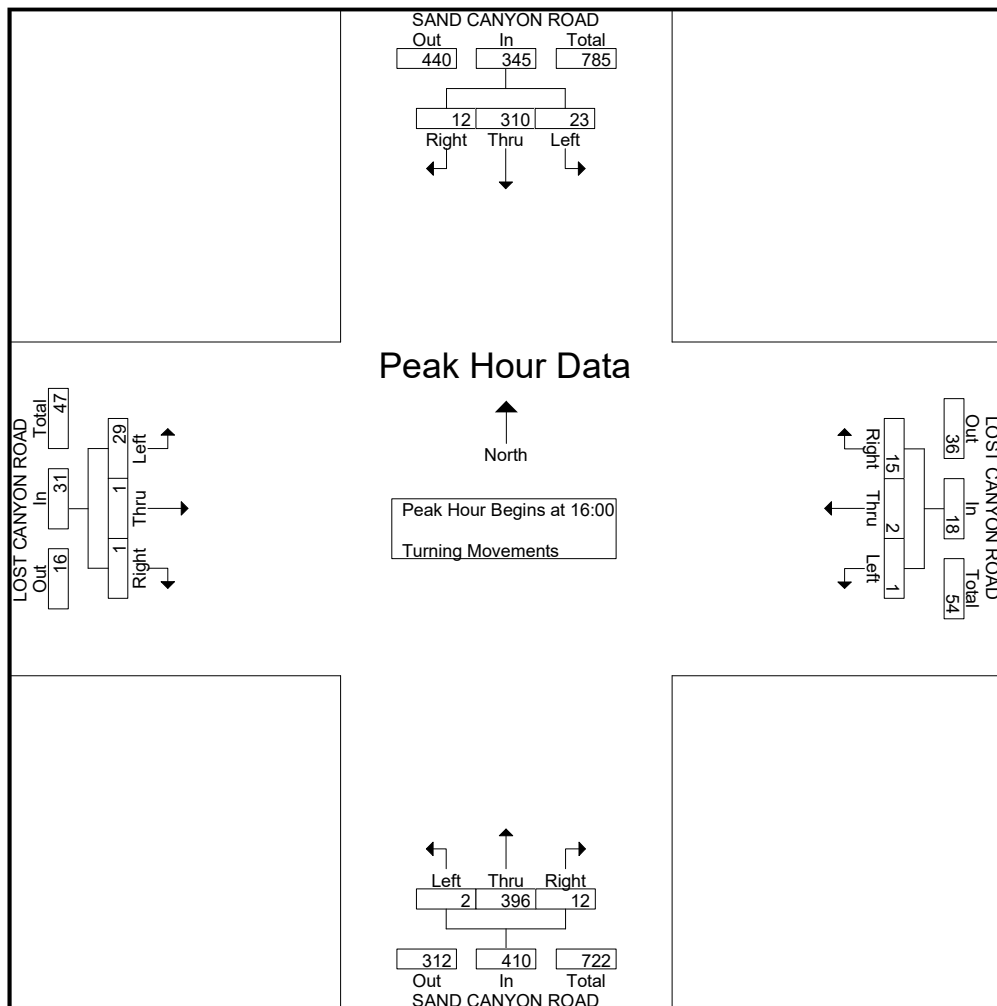 SAND CANYON ROAD
Out In Total
440 345 785
12 310 23
Right Thru Left
Peak Hour Data
North
Peak Hour Begins at 16:00
Turning Movements
LOST CANYON ROAD
Out In Total
16 31 47
1 1 29
Right Thru Left
LOST CANYON ROAD
Out In Total
36 18 54
15 2 1
Right Thru Left
Left Thru Right
2 396 12
312 410 722
Out In Total
SAND CANYON ROAD